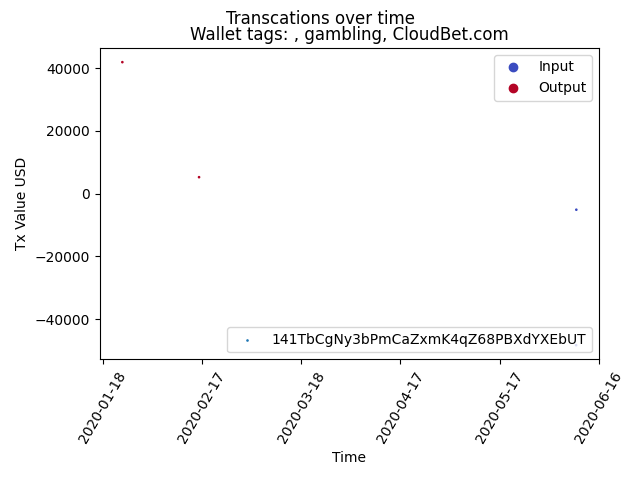 Transcations over time
Wallet tags: , gambling, CloudBet.com
40000
20000
0
−20000
−40000
Tx Value USD
Input
Output
141TbCgNy3bPmCaZxmK4qZ68PBXdYXEbUT
2020-01-18
2020-02-17
2020-03-18
2020-04-17
2020-05-17
2020-06-16
Time